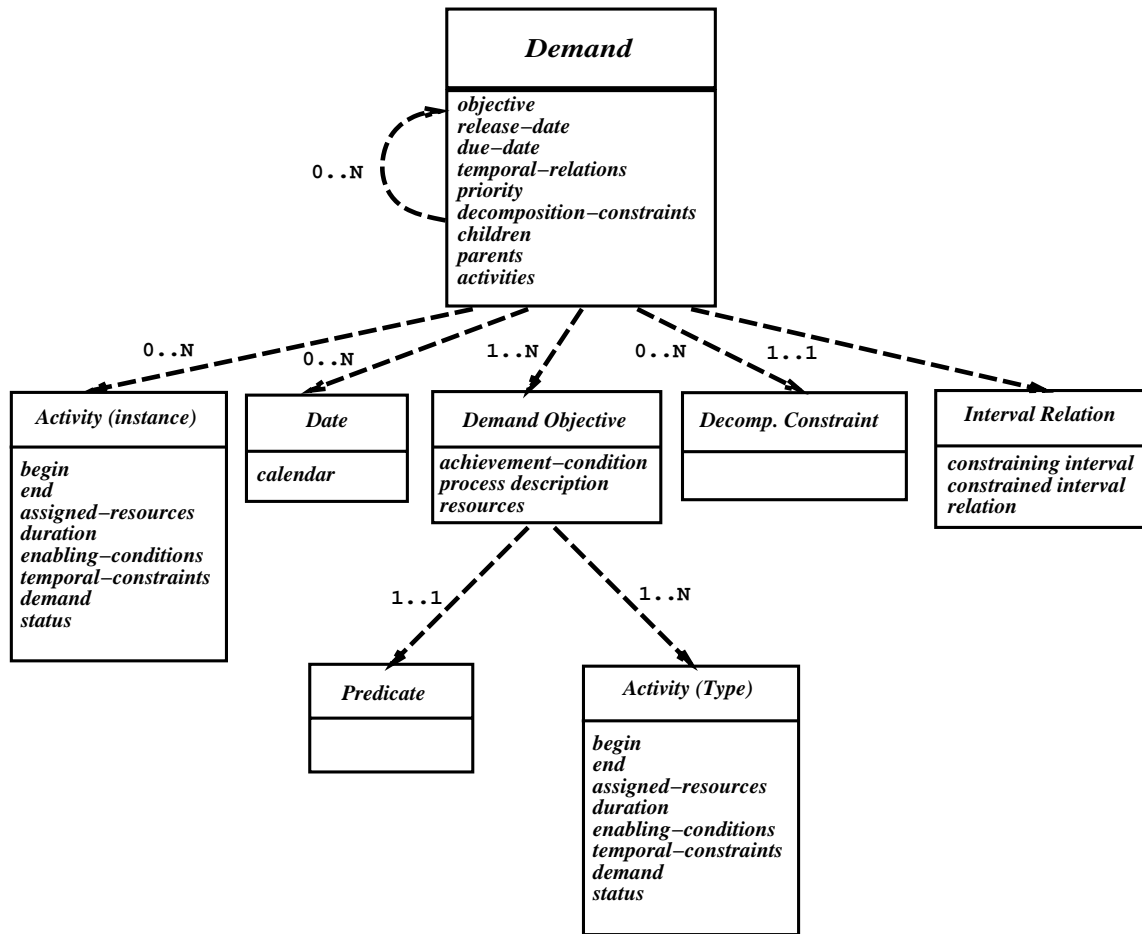 Demand
objective
release−date
due−date
temporal−relations
priority
decomposition−constraints
children
parents
activities
0..N
0..N
0..N
1..N
0..N
1..1
Activity (instance)
begin
end
assigned−resources
duration
enabling−conditions
temporal−constraints
demand
status
Date
calendar
Demand Objective
achievement−condition
process description
resources
Decomp. Constraint
Interval Relation
constraining interval
constrained interval
relation
1..1
1..N
Predicate
Activity (Type)
begin
end
assigned−resources
duration
enabling−conditions
temporal−constraints
demand
status